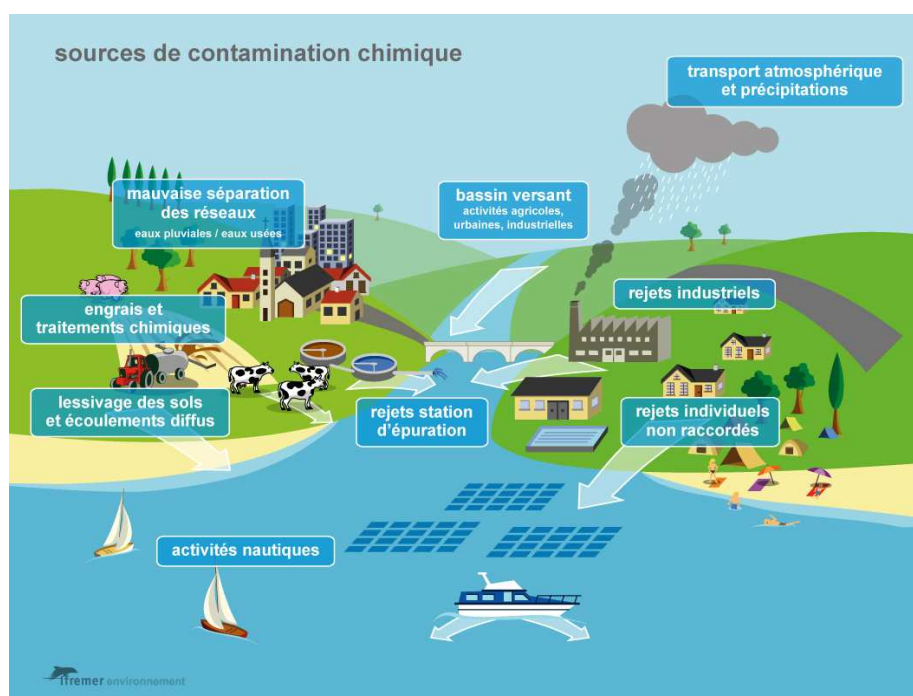 sources de contamination chimique
transport atmosphérique
et précipitations
mauvaise séparation
des réseaux
eaux pluviales / eaux usées
bassin versant
activités agricoles,
urbaines, industrielles
engrais et
traitements chimiques
rejets industriels
lessivage des sols
et écoulements diffus
rejets station
d'épuration
rejets individuels
non raccordés
activités nautiques
ifremer environnement